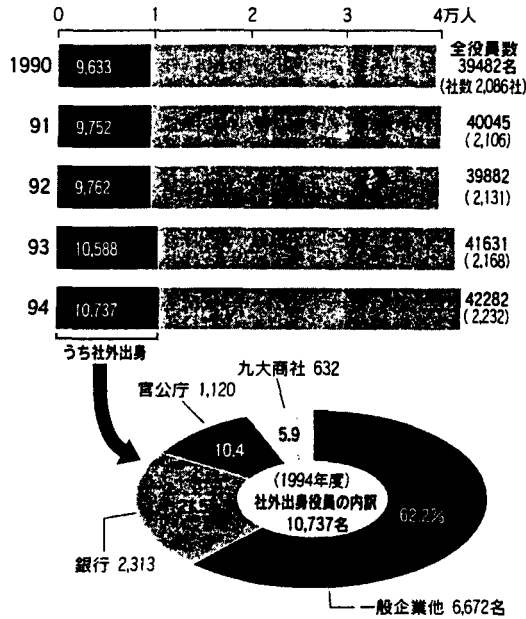 0 1 2 3 4万人
全役員数
1990 9,633 39482名
(社数 2,086社)
91 9,752 40045
(2,106)
92 9,762 39882
(2,131)
93 10,588 41631
(2,168)
94 10,737 42282
(2,232)
うち社外出身
九大商社 632
官公庁 1,120
5.9
10.4
(1994年度)
社外出身役員の内訳
10,737名
62.2%
銀行 2,313
一般企業他 6,672名